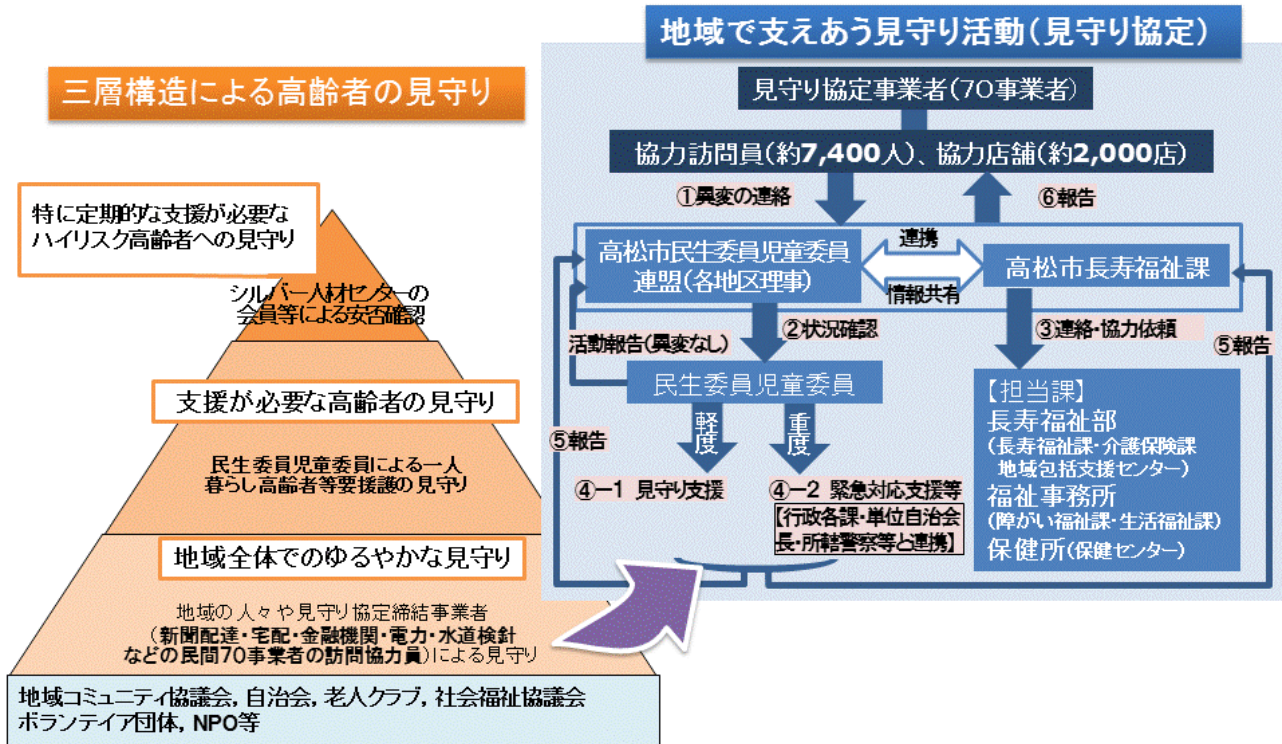 三層構造による高齢者の見守り
特に定期的な支援が必要な
ハイリスク高齢者への見守り
シルバー人材センターの
会員等による安否確認
支援が必要な高齢者の見守り
民生委員児童委員による一人
暮らし高齢者等要援護の見守り
地域全体でのゆるやかな見守り
地域の人々や見守り協定締結事業者
(新聞配達・宅配・金融機関・電力・水道検針
などの民間70事業者の訪問協力員)による見守り
地域コミュニティ協議会, 自治会, 老人クラブ, 社会福祉協議会
ボランテイア団体, NPO等
地域で支えあう見守り活動(見守り協定)
見守り協定事業者(70事業者)
協力訪問員(約7,400人)、協力店舗(約2,000店)
①異変の連絡
⑥報告
高松市民生委員児童委員
連盟(各地区理事)
連携
情報共有
高松市長寿福祉課
活動報告(異変なし)
②状況確認
③連絡・協力依頼
⑤報告
民生委員児童委員
軽度
重度
⑤報告
④-1 見守り支援
④-2 緊急対応支援等
【行政各課・単位自治会
長・所轄警察等と連携】
【担当課】
長寿福祉部
(長寿福祉課・介護保険課
地域包括支援センター)
福祉事務所
(障がい福祉課・生活福祉課)
保健所(保健センター)